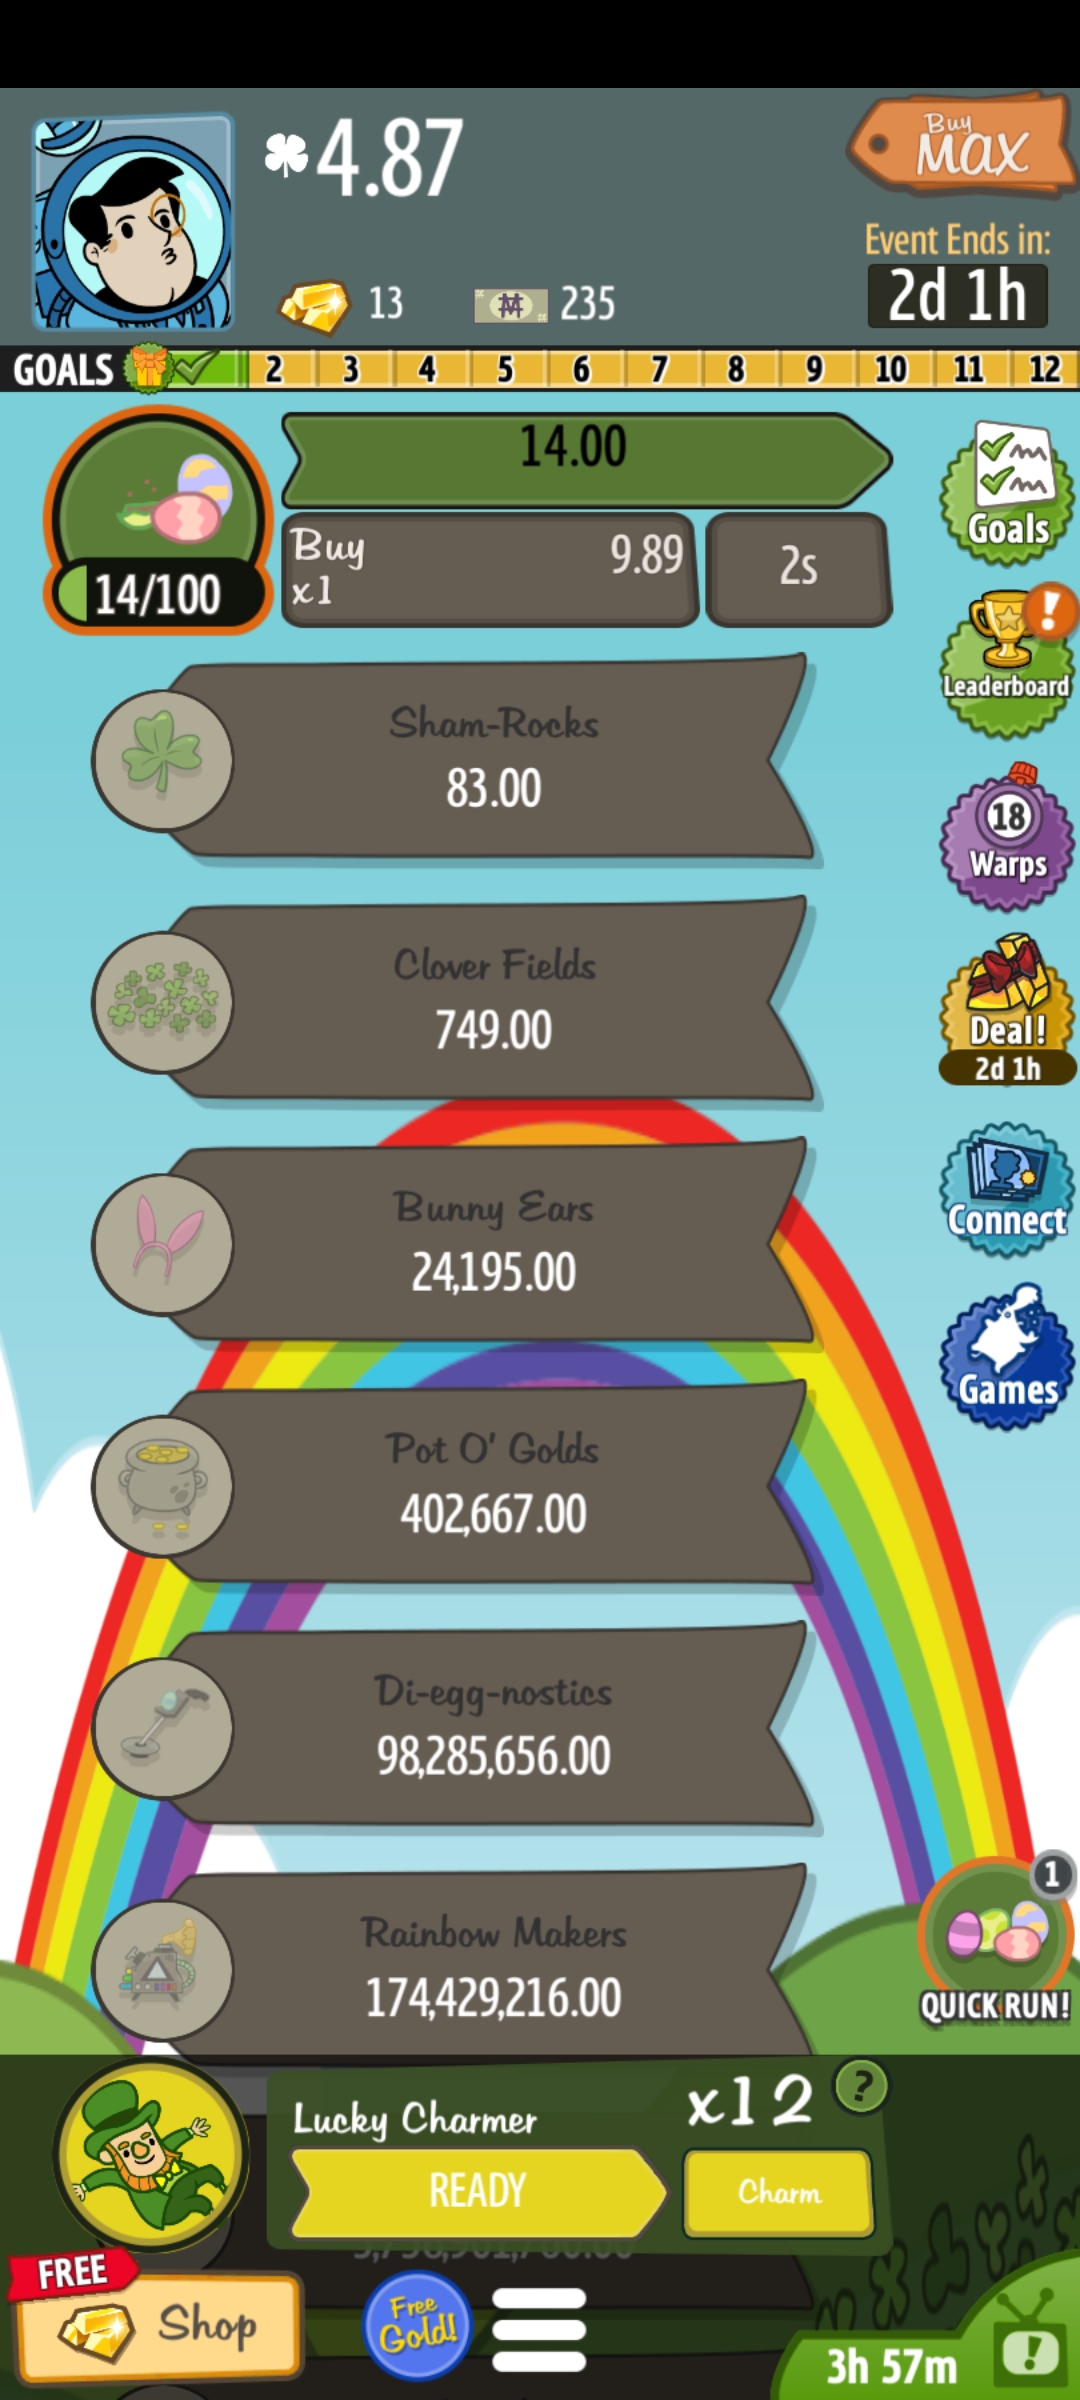 4.87
Buy
MAX
Event Ends in:
2d 1h
13
235
GOALS 2 3 4 5 6 7 8 9 10 11 12
14.00
Buy
x1
9.89
2s
14/100
Goals
Sham-Rocks
83.00
!
Leaderboard
18
Warps
Clover Fields
749.00
Deal!
2d 1h
Bunny Ears
24,195.00
Connect
Games
Pot O' Golds
402,667.00
Di-egg-nostics
98,285,656.00
Rainbow Makers
174,429,216.00
1
QUICK RUN!
Lucky Charmer
x12
?
READY
Charm
FREE
Shop
Free
Gold!
3h 57m
!